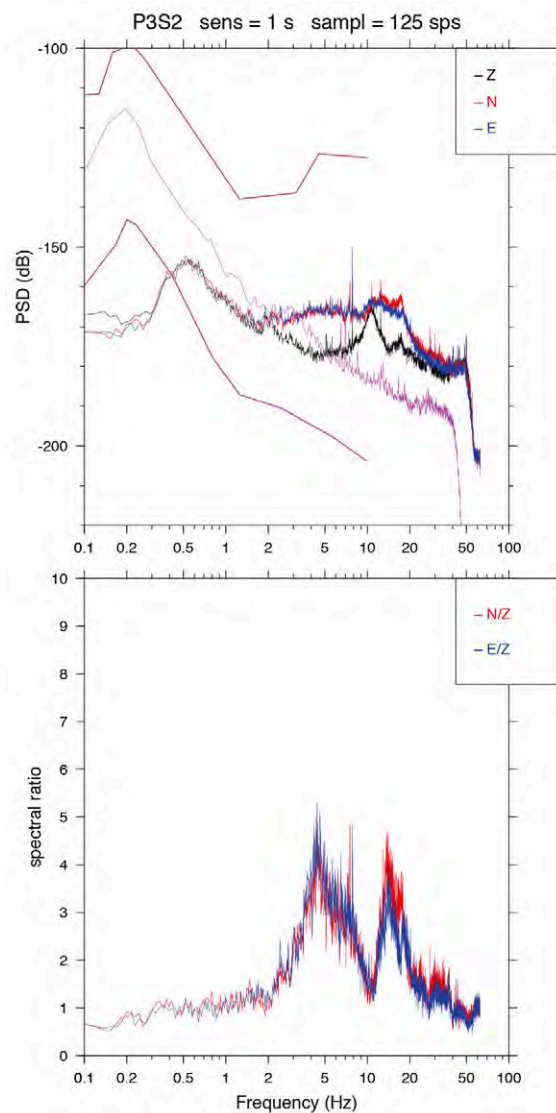 P3S2 sens = 1 s sampl = 125 sps
-100
-150
-200
PSD (dB)
– Z
– N
– E
0.1 0.2 0.5 1 2 5 10 20 50 100
10
9
8
7
6
5
4
3
2
1
0
spectral ratio
– N/Z
– E/Z
0.1 0.2 0.5 1 2 5 10 20 50 100
Frequency (Hz)